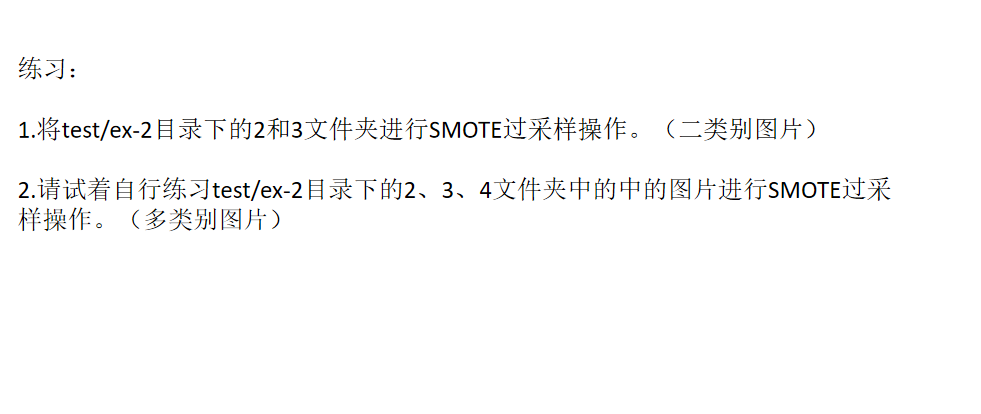 练习：
1.将test/ex-2目录下的2和3文件夹进行SMOTE过采样操作。（二类别图片）
2.请试着自行练习test/ex-2目录下的2、3、4文件夹中的中的图片进行SMOTE过采
样操作。（多类别图片）